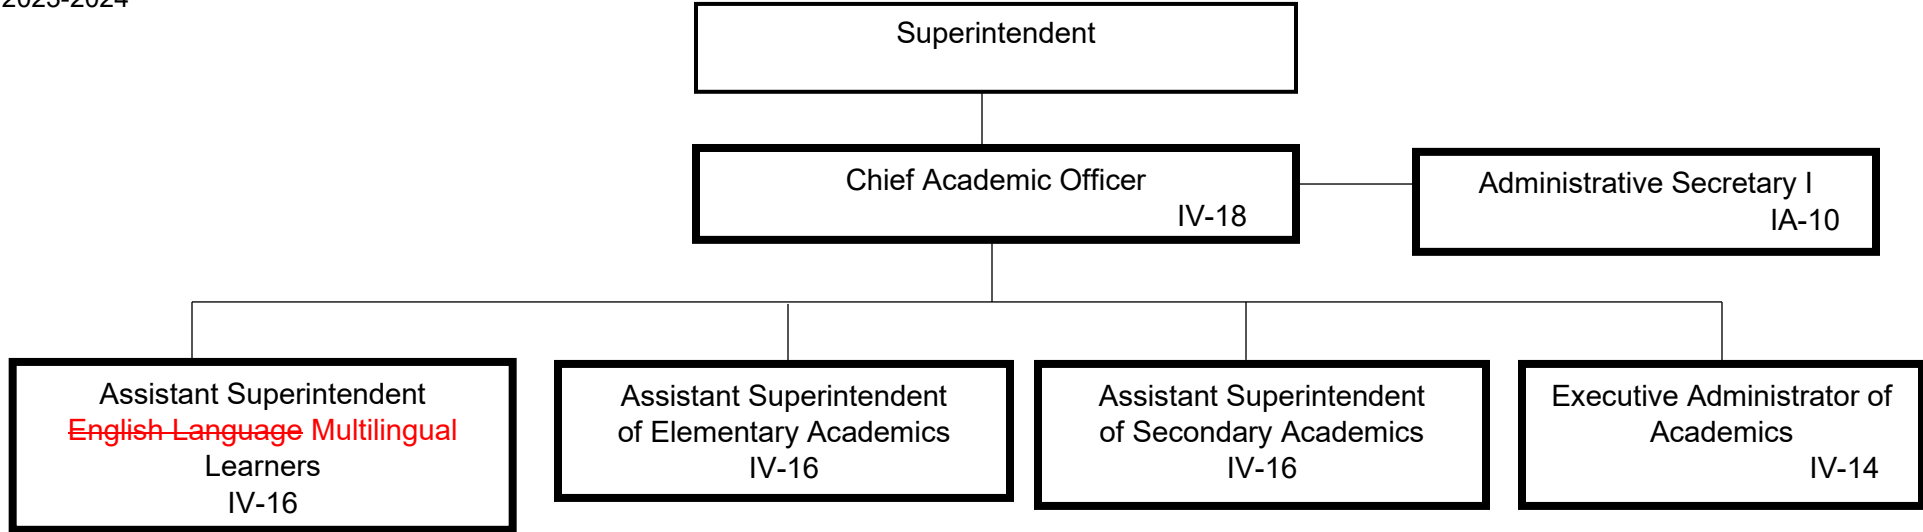 2023-2024
Superintendent
Chief Academic Officer
IV-18
Administrative Secretary I
IA-10
Assistant Superintendent
English Language Multilingual
Learners
IV-16
Assistant Superintendent
of Elementary Academics
IV-16
Assistant Superintendent
of Secondary Academics
IV-16
Executive Administrator of
Academics
IV-14